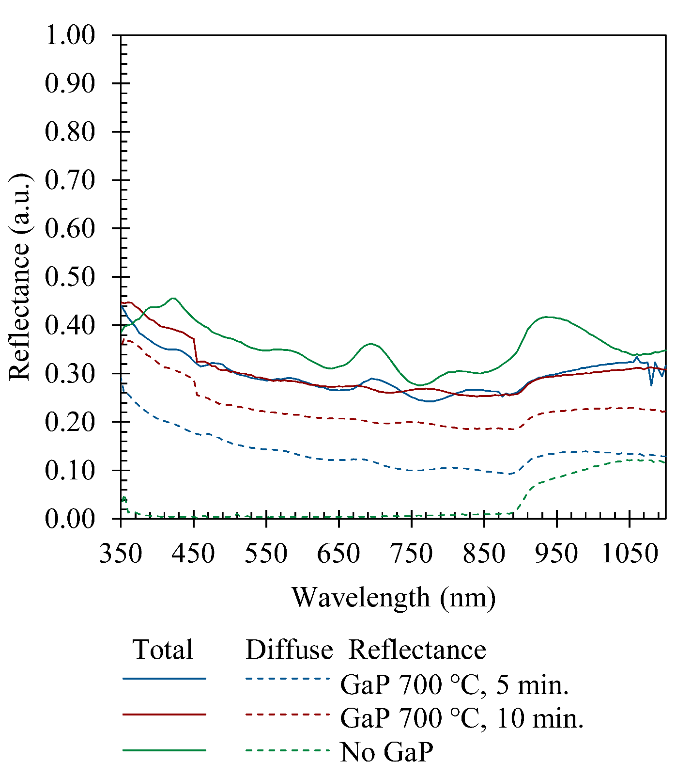 1.00
0.90
0.80
0.70
0.60
0.50
0.40
0.30
0.20
0.10
0.00
Reflectance (a.u.)
350 450 550 650 750 850 950 1050
Wavelength (nm)
Total Diffuse Reflectance
GaP 700 °C, 5 min.
GaP 700 °C, 10 min.
No GaP